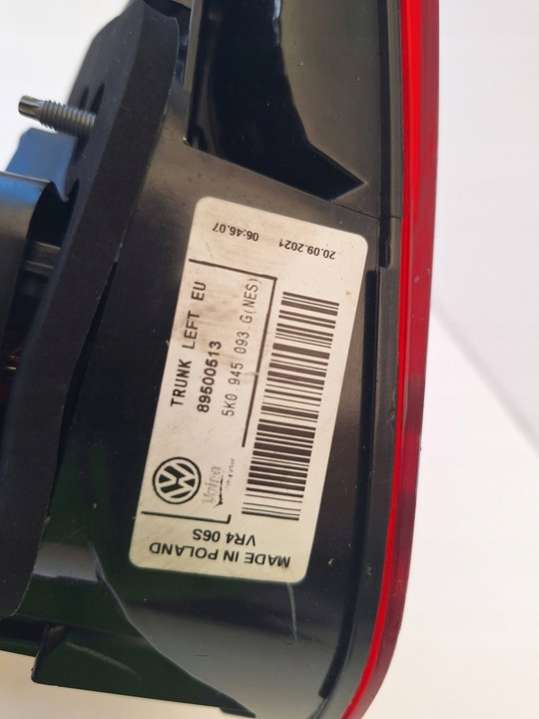 TRUNK LEFT EU
89500513
5K0 945 093 G(NES)
06:46.07
20.09.2021
VW
Valeo
VR4 06S
MADE IN POLAND